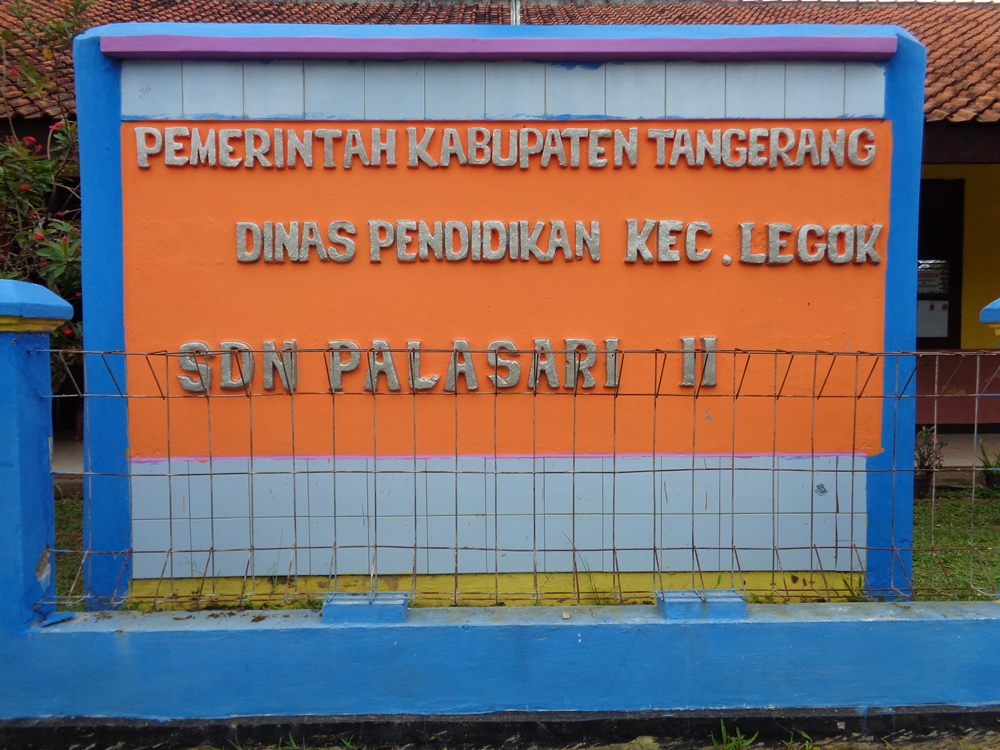 PEMERINTAH KABUPATEN TANGERANG
DINAS PENDIDIKAN KEC. LEGOK
SDN PALASARI II